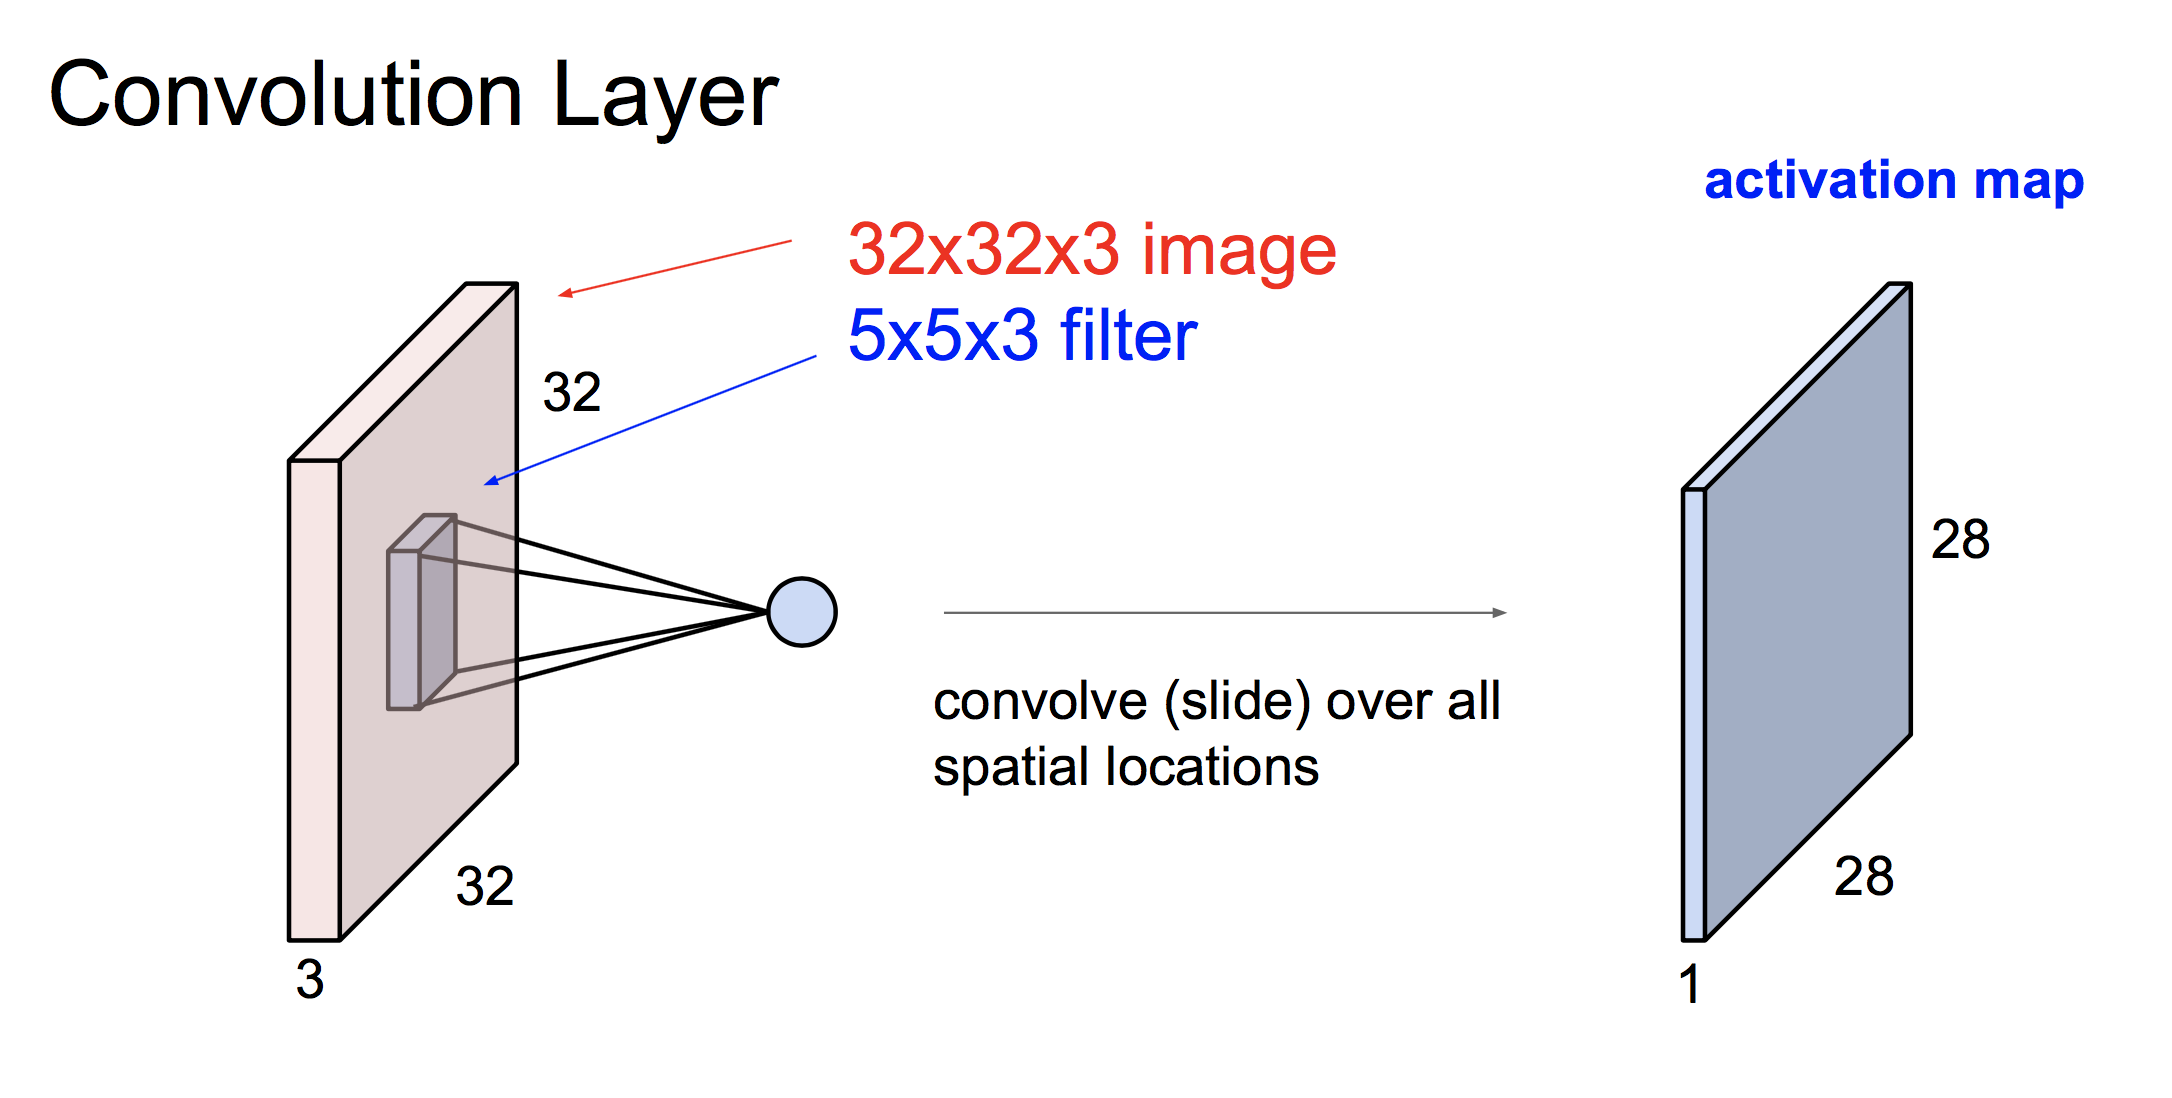 Convolution Layer
activation map
32x32x3 image
5x5x3 filter
32
28
convolve (slide) over all
spatial locations
32
28
3
1